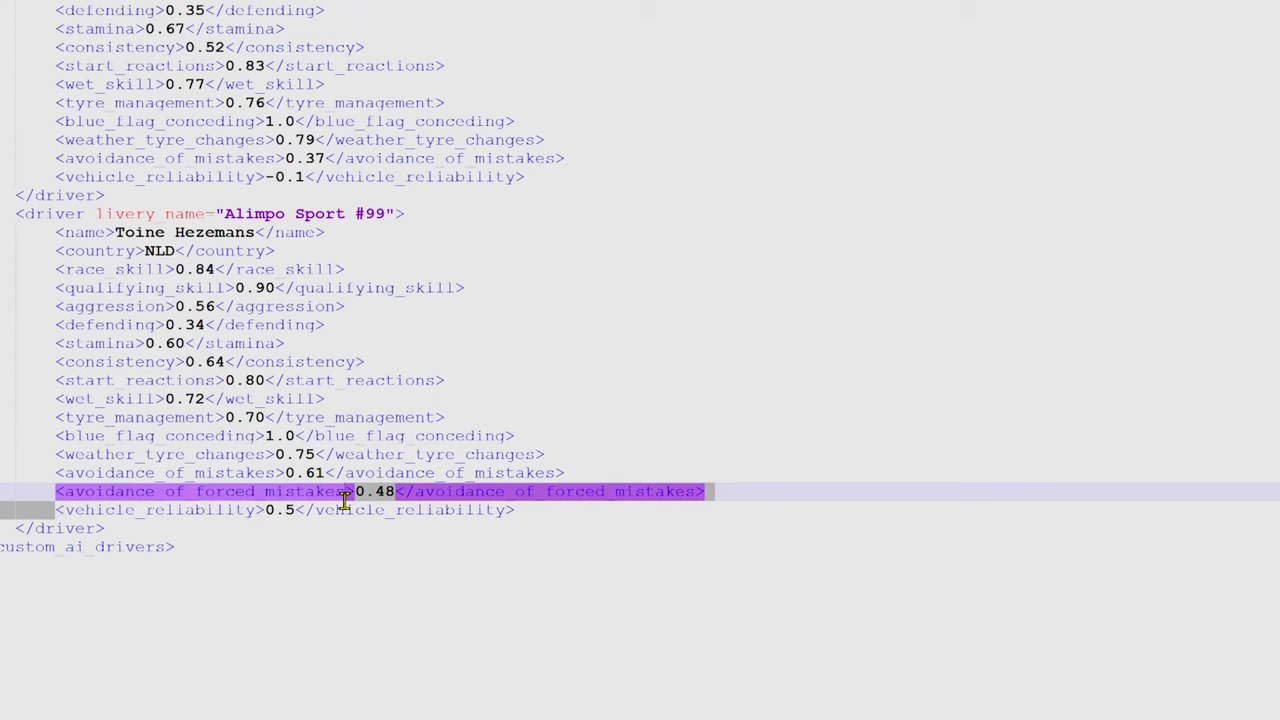 <defending>0.35</defending>
<stamina>0.67</stamina>
<consistency>0.52</consistency>
<start_reactions>0.83</start_reactions>
<wet_skill>0.77</wet_skill>
<tyre_management>0.76</tyre_management>
<blue_flag_conceding>1.0</blue_flag_conceding>
<weather_tyre_changes>0.79</weather_tyre_changes>
<avoidance_of_mistakes>0.37</avoidance_of_mistakes>
<vehicle_reliability>-0.1</vehicle_reliability>
</driver>
<driver livery_name="Alimpo Sport #99">
<name>Toine Hezemans</name>
<country>NLD</country>
<race_skill>0.84</race_skill>
<qualifying_skill>0.90</qualifying_skill>
<aggression>0.56</aggression>
<defending>0.34</defending>
<stamina>0.60</stamina>
<consistency>0.64</consistency>
<start_reactions>0.80</start_reactions>
<wet_skill>0.72</wet_skill>
<tyre_management>0.70</tyre_management>
<blue_flag_conceding>1.0</blue_flag_conceding>
<weather_tyre_changes>0.75</weather_tyre_changes>
<avoidance_of_mistakes>0.61</avoidance_of_mistakes>
<avoidance_of_forced_mistakes>0.48</avoidance_of_forced_mistakes>
<vehicle_reliability>0.5</vehicle_reliability>
</driver>
custom_ai_drivers>